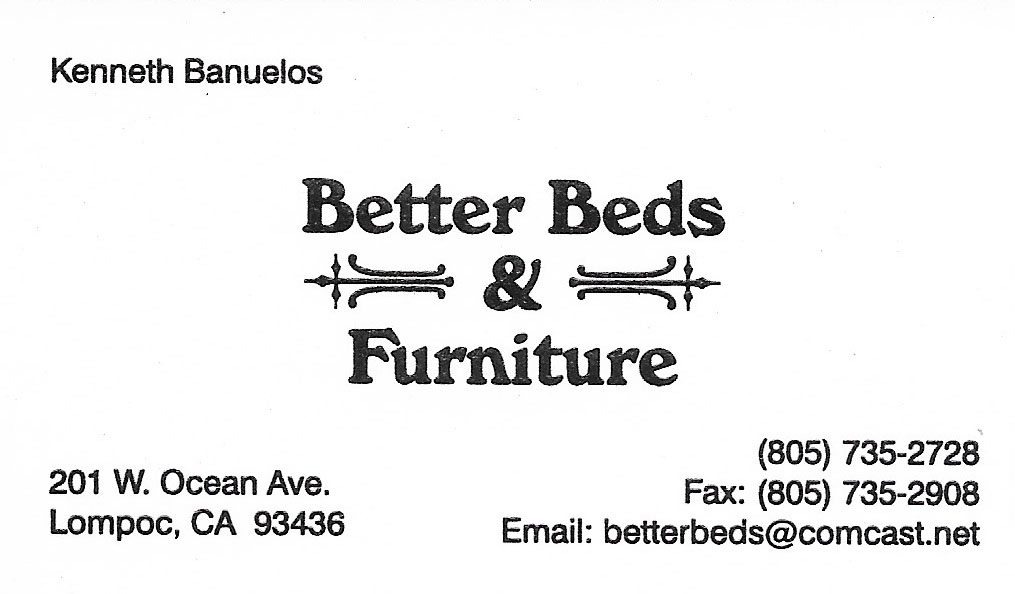 Kenneth Banuelos
Better Beds
&
Furniture
201 W. Ocean Ave.
Lompoc, CA 93436
(805) 735-2728
Fax: (805) 735-2908
Email: betterbeds@comcast.net